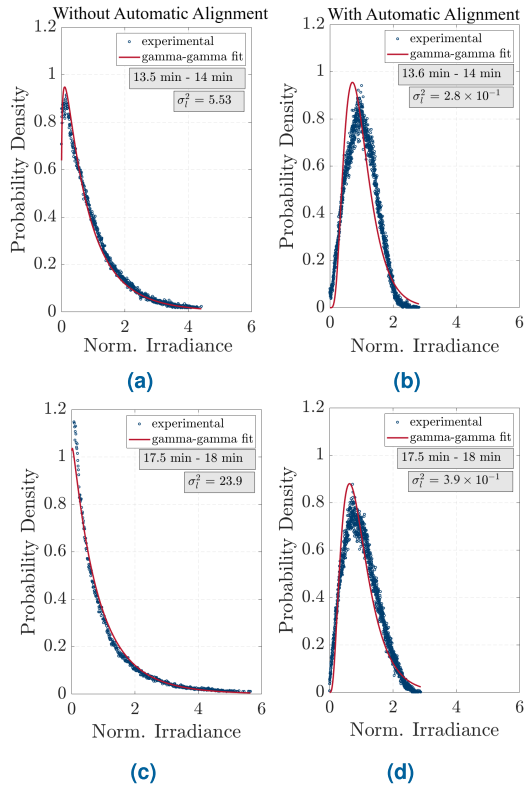 Without Automatic Alignment
With Automatic Alignment
1.2
1
0.8
0.6
0.4
0.2
0
0
2
4
6
Probability Density
Norm. Irradiance
experimental
gamma-gamma fit
13.5 min - 14 min
σ_l^2 = 5.53
(a)
1.2
1
0.8
0.6
0.4
0.2
0
0
2
4
6
Probability Density
Norm. Irradiance
experimental
gamma-gamma fit
13.6 min - 14 min
σ_l^2 = 2.8 × 10^{-1}
(b)
1.2
1
0.8
0.6
0.4
0.2
0
0
2
4
6
Probability Density
Norm. Irradiance
experimental
gamma-gamma fit
17.5 min - 18 min
σ_l^2 = 23.9
(c)
1.2
1
0.8
0.6
0.4
0.2
0
0
2
4
6
Probability Density
Norm. Irradiance
experimental
gamma-gamma fit
17.5 min - 18 min
σ_l^2 = 3.9 × 10^{-1}
(d)